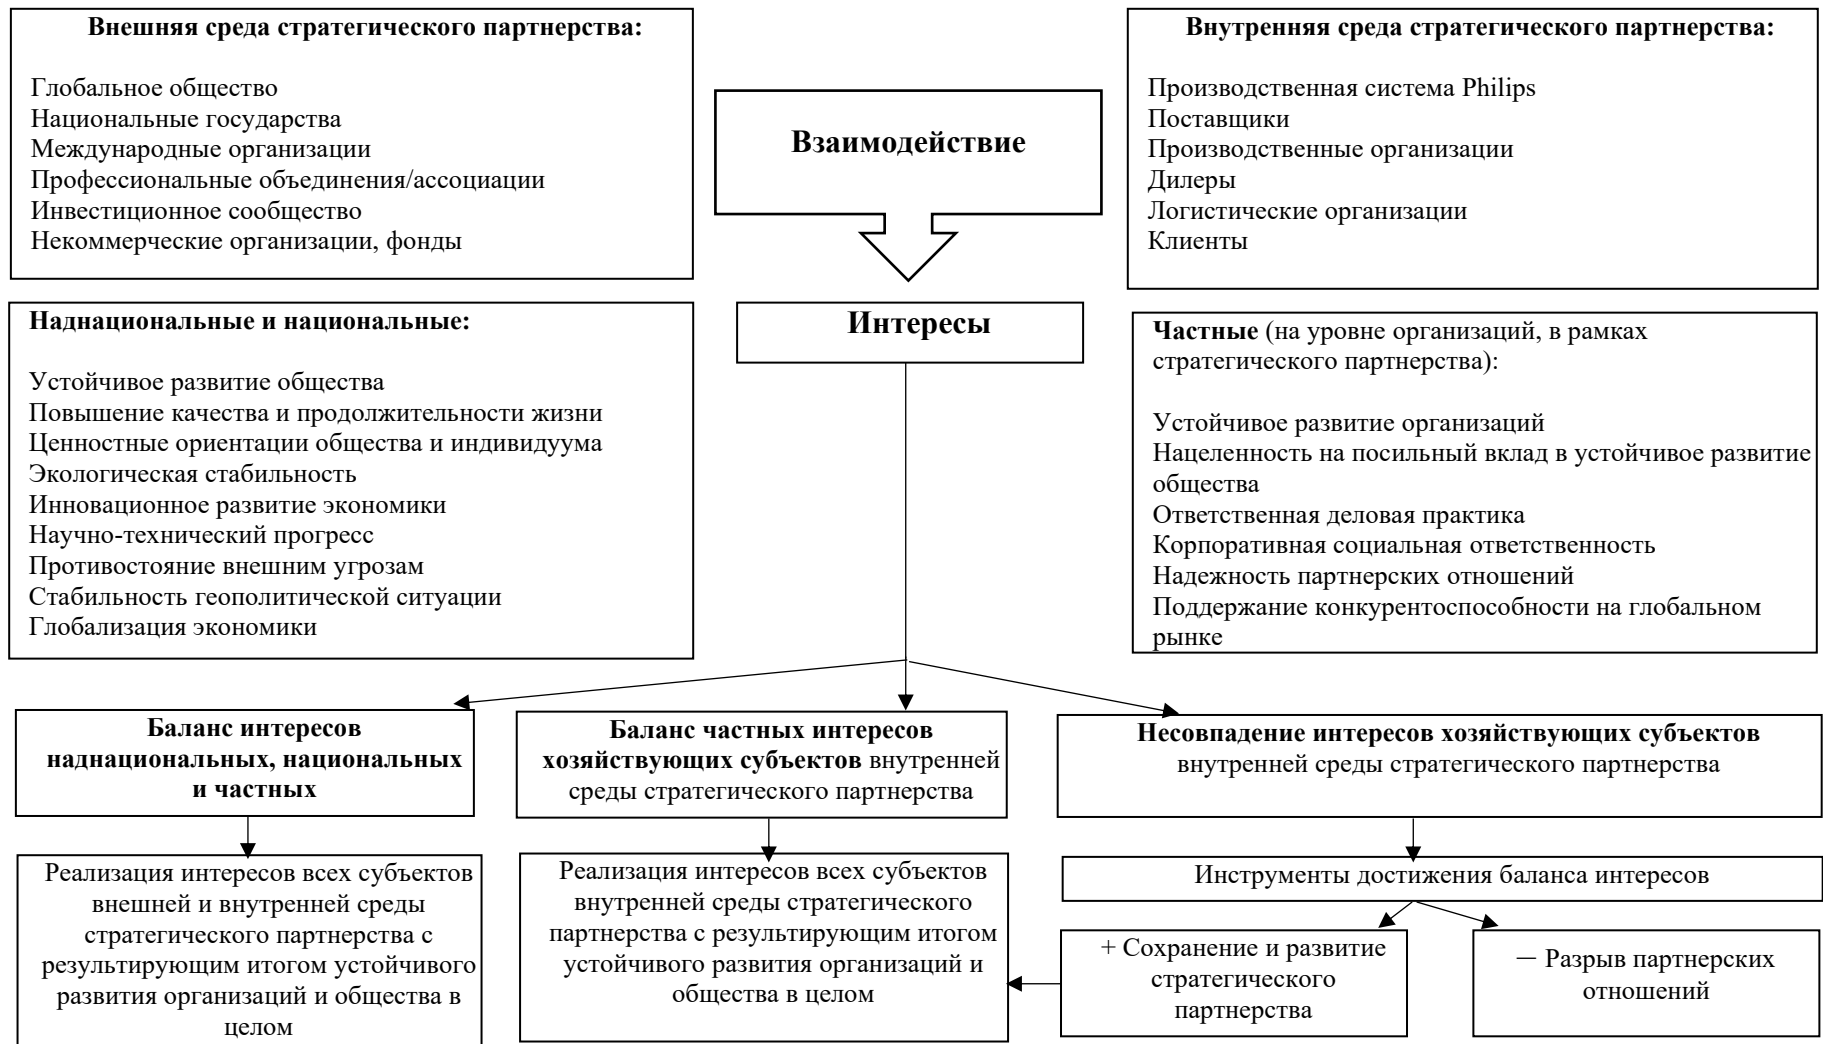 Внешняя среда стратегического партнерства:
Глобальное общество
Национальные государства
Международные организации
Профессиональные объединения/ассоциации
Инвестиционное сообщество
Некоммерческие организации, фонды
Взаимодействие
Внутренняя среда стратегического партнерства:
Производственная система Philips
Поставщики
Производственные организации
Дилеры
Логистические организации
Клиенты
Наднациональные и национальные:
Устойчивое развитие общества
Повышение качества и продолжительности жизни
Ценностные ориентации общества и индивидуума
Экологическая стабильность
Инновационное развитие экономики
Научно-технический прогресс
Противостояние внешним угрозам
Стабильность геополитической ситуации
Глобализация экономики
Интересы
Частные (на уровне организаций, в рамках
стратегического партнерства):
Устойчивое развитие организаций
Нацеленность на посильный вклад в устойчивое развитие
общества
Ответственная деловая практика
Корпоративная социальная ответственность
Надежность партнерских отношений
Поддержание конкурентоспособности на глобальном
рынке
Баланс интересов
наднациональных, национальных
и частных
Баланс частных интересов
хозяйствующих субъектов внутренней
среды стратегического партнерства
Несовпадение интересов хозяйствующих субъектов
внутренней среды стратегического партнерства
Реализация интересов всех субъектов
внешней и внутренней среды
стратегического партнерства с
результирующим итогом устойчивого
развития организаций и общества в
целом
Реализация интересов всех субъектов
внутренней среды стратегического
партнерства с результирующим итогом
устойчивого развития организаций и
общества в целом
Инструменты достижения баланса интересов
+ Сохранение и развитие
стратегического
партнерства
— Разрыв партнерских
отношений